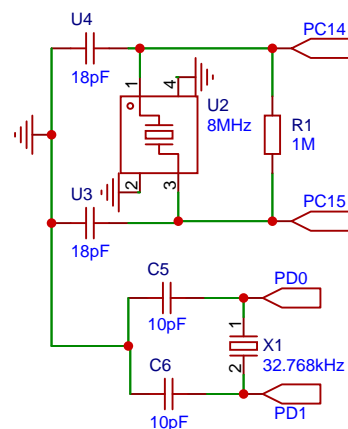 U4
PC14
18pF
1
4
U2
8MHz
R1
1M
2
3
U3
PC15
18pF
C5
PD0
10pF
1
X1
2
32.768kHz
C6
10pF
PD1